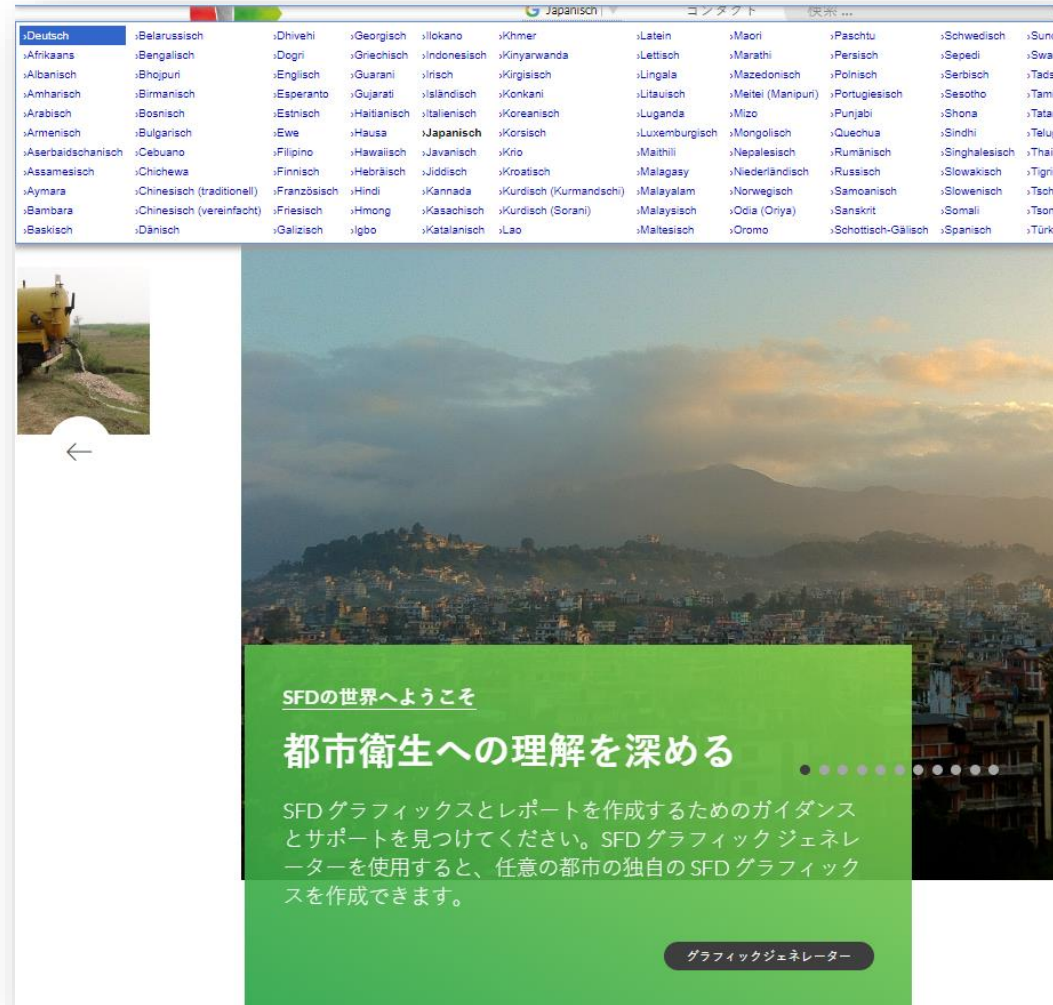 Japanisch
コンタクト
検索 ...
›Deutsch ›Belarussisch ›Dhivehi ›Georgisch ›Ilokano ›Khmer ›Latein ›Maori ›Paschtu ›Schwedisch
›Afrikaans ›Bengalisch ›Dogri ›Griechisch ›Indonesisch ›Kinyarwanda ›Lettisch ›Marathi ›Persisch ›Sepedi
›Albanisch ›Bhojpuri ›Englisch ›Guarani ›Irisch ›Kirgisisch ›Lingala ›Mazedonisch ›Polnisch ›Serbisch
›Amharisch ›Birmanisch ›Esperanto ›Gujarati ›Isländisch ›Konkani ›Litauisch ›Meitei (Manipuri) ›Portugiesisch ›Sesotho
›Arabisch ›Bosnisch ›Estnisch ›Haitianisch ›Italienisch ›Koreanisch ›Luganda ›Mizo ›Punjabi ›Shona
›Armenisch ›Bulgarisch ›Ewe ›Hausa ›Japanisch ›Korsisch ›Luxemburgisch ›Mongolisch ›Quechua ›Sindhi
›Aserbaidschanisch ›Cebuano ›Filipino ›Hawaiisch ›Javanisch ›Krio ›Maithili ›Nepalesisch ›Rumänisch ›Singhalesisch ›Thai
›Assamesisch ›Chichewa ›Finnisch ›Hebräisch ›Jiddisch ›Kroatisch ›Malagasy ›Niederländisch ›Russisch ›Slowakisch
›Aymara ›Chinesisch (traditionell) ›Französisch ›Hindi ›Kannada ›Kurdisch (Kurmandschi) ›Malayalam ›Norwegisch ›Samoanisch ›Slowenisch
›Bambara ›Chinesisch (vereinfacht) ›Friesisch ›Hmong ›Kasachisch ›Kurdisch (Sorani) ›Malaysisch ›Odia (Oriya) ›Sanskrit ›Somali
›Baskisch ›Dänisch ›Galizisch ›Igbo ›Katalanisch ›Lao ›Maltesisch ›Oromo ›Schottisch-Gälisch ›Spanisch
SFDの世界へようこそ
都市衛生への理解を深める
SFD グラフィックスとレポートを作成するためのガイダンス
とサポートを見つけてください。SFD グラフィック ジェネレ
ーターを使用すると、任意の都市の独自の SFD グラフィック
スを作成できます。
グラフィックジェネレーター